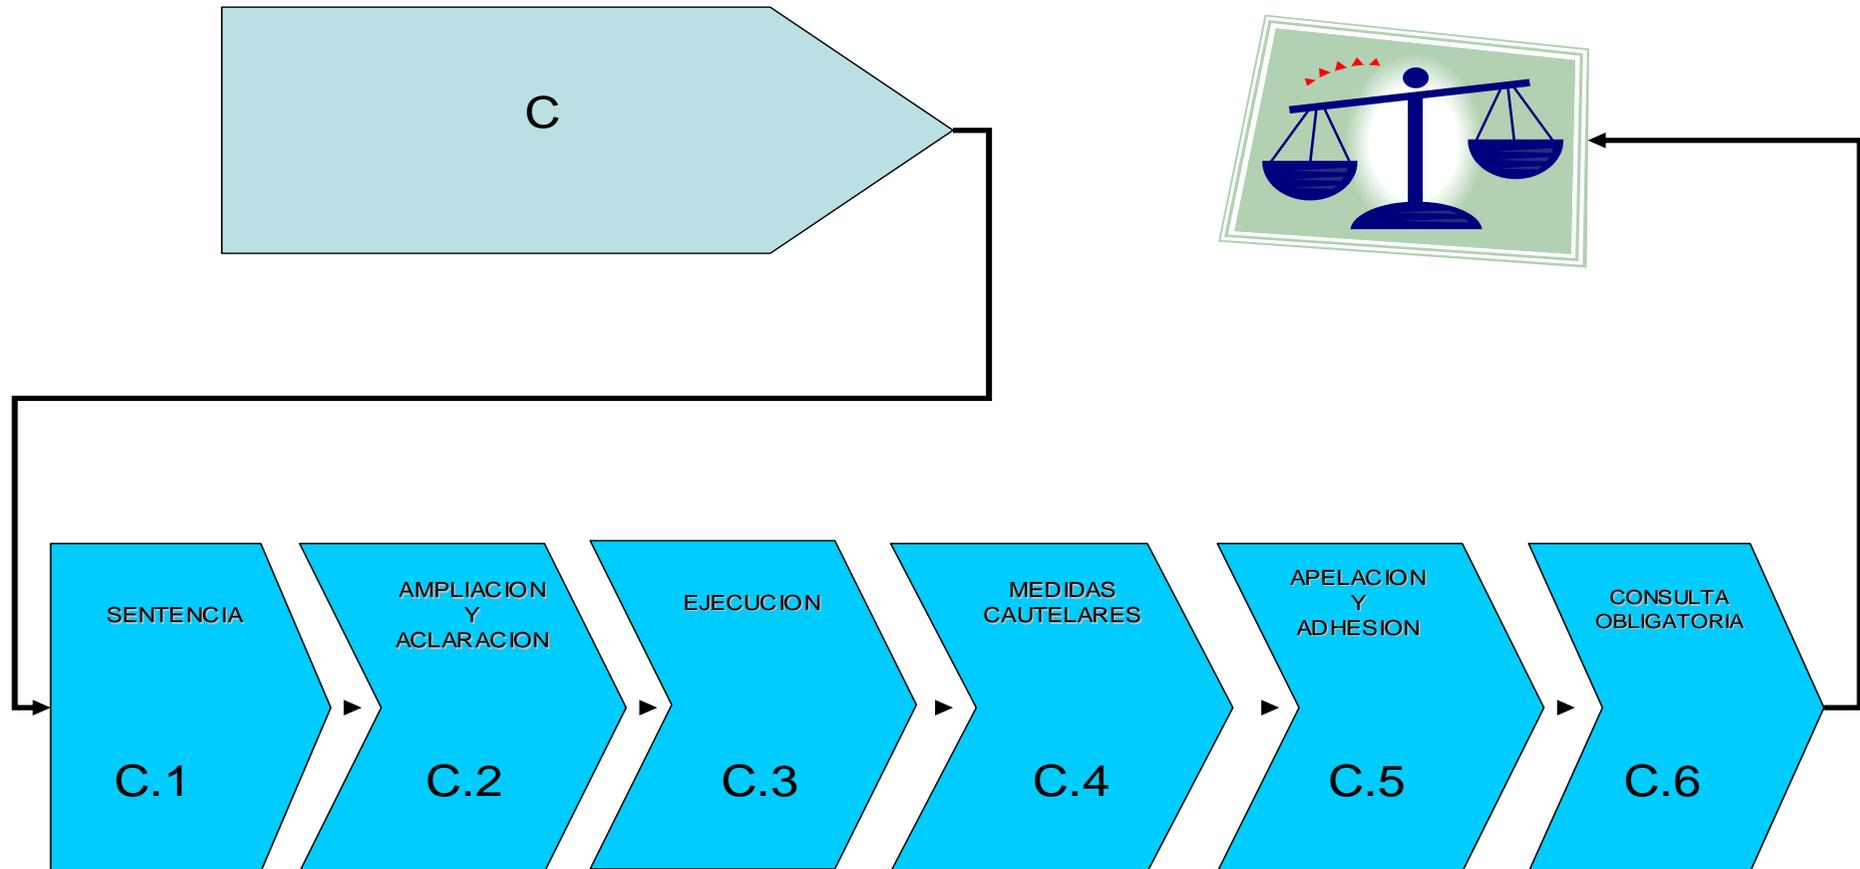 C
SENTENCIA
C.1
AMPLIACION
Y
ACLARACION
C.2
EJECUCION
C.3
MEDIDAS
CAUTELARES
C.4
APELACION
Y
ADHESION
C.5
CONSULTA
OBLIGATORIA
C.6